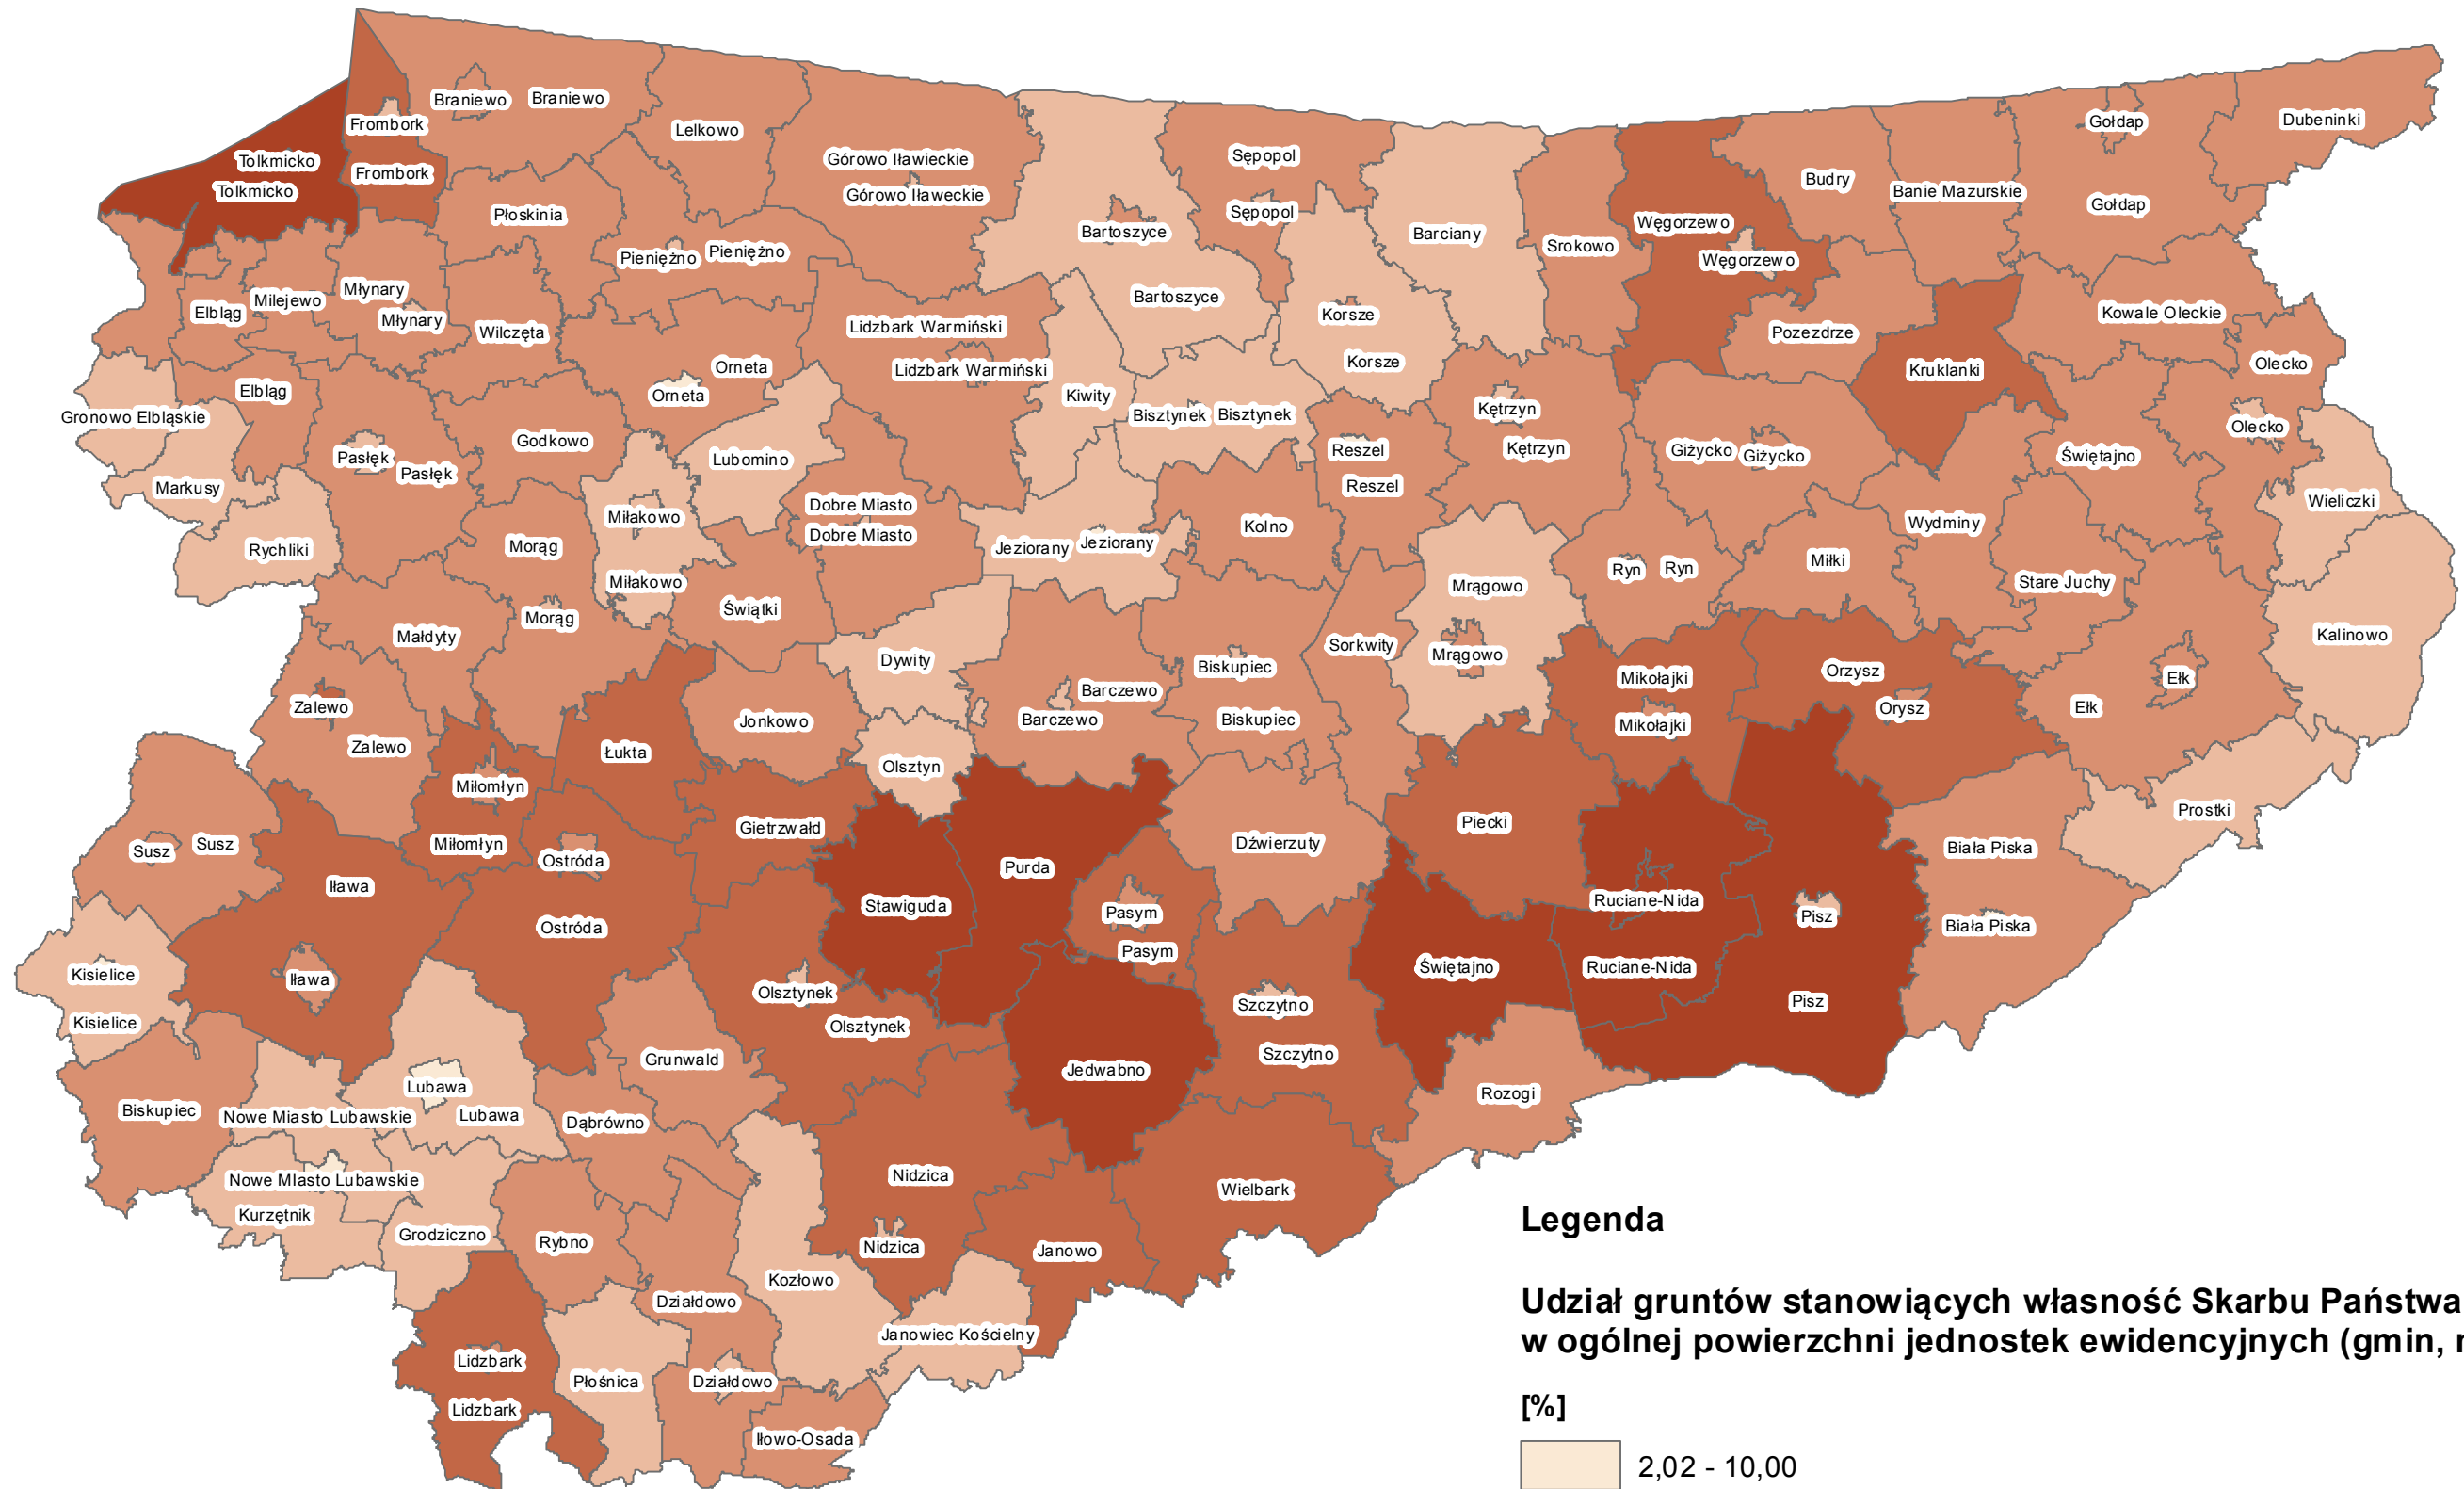 Braniewo
Braniewo
Frombork
Lelkowo
Gołdap
Dubeninki
Tolkmicko
Górowo Iławieckie
Sępopol
Frombork
Tolkmicko
Górowo Iławeckie
Budry
Banie Mazurskie
Gołdap
Płoskinia
Sępopol
Węgorzewo
Bartoszyce
Barciany
Srokowo
Pieniężno
Pieniężno
Węgorzewo
Młynary
Milejewo
Bartoszyce
Elbląg
Młynary
Wilczęta
Lidzbark Warmiński
Korsze
Pozezdrze
Kowale Oleckie
Orneta
Lidzbark Warmiński
Korsze
Kruklanki
Olecko
Elbląg
Orneta
Kiwity
Gronowo Elbląskie
Bisztynek
Bisztynek
Kętrzyn
Olecko
Godkowo
Pasłęk
Pasłęk
Lubomino
Reszel
Kętrzyn
Giżycko
Giżycko
Świętajno
Markusy
Reszel
Dobre Miasto
Miłakowo
Wieliczki
Rychliki
Morąg
Dobre Miasto
Jeziorany
Jeziorany
Kolno
Wydminy
Miłakowo
Mrągowo
Ryn
Ryn
Miłki
Stare Juchy
Morąg
Świątki
Małdyty
Kalinowo
Dywity
Biskupiec
Sorkwity
Mrągowo
Mikołajki
Orzysz
Ełk
Zalewo
Barczewo
Barczewo
Biskupiec
Mikołajki
Orysz
Ełk
Zalewo
Łukta
Jonkowo
Olsztyn
Miłomłyn
Prostki
Susz
Susz
Miłomłyn
Ostróda
Gietrzwałd
Dźwierzuty
Piecki
Biała Piska
Iława
Purda
Stawiguda
Pasym
Ruciane-Nida
Pisz
Ostróda
Pasym
Biała Piska
Kisielice
Iława
Olsztynek
Świętajno
Ruciane-Nida
Kisielice
Olsztynek
Szczytno
Pisz
Grunwald
Jedwabno
Szczytno
Lubawa
Biskupiec
Nowe Miasto Lubawskie
Lubawa
Dąbrówno
Rozogi
Nowe MIasto Lubawskie
Nidzica
Wielbark
Kurzętnik
Grodziczno
Rybno
Nidzica
Janowo
Kozłowo
Działdowo
Janowiec Kościelny
Lidzbark
Płośnica
Działdowo
Lidzbark
Iłowo-Osada
Legenda
Udział gruntów stanowiących własność Skarbu Państwa
w ogólnej powierzchni jednostek ewidencyjnych (gmin,
[%]
2,02 - 10,00